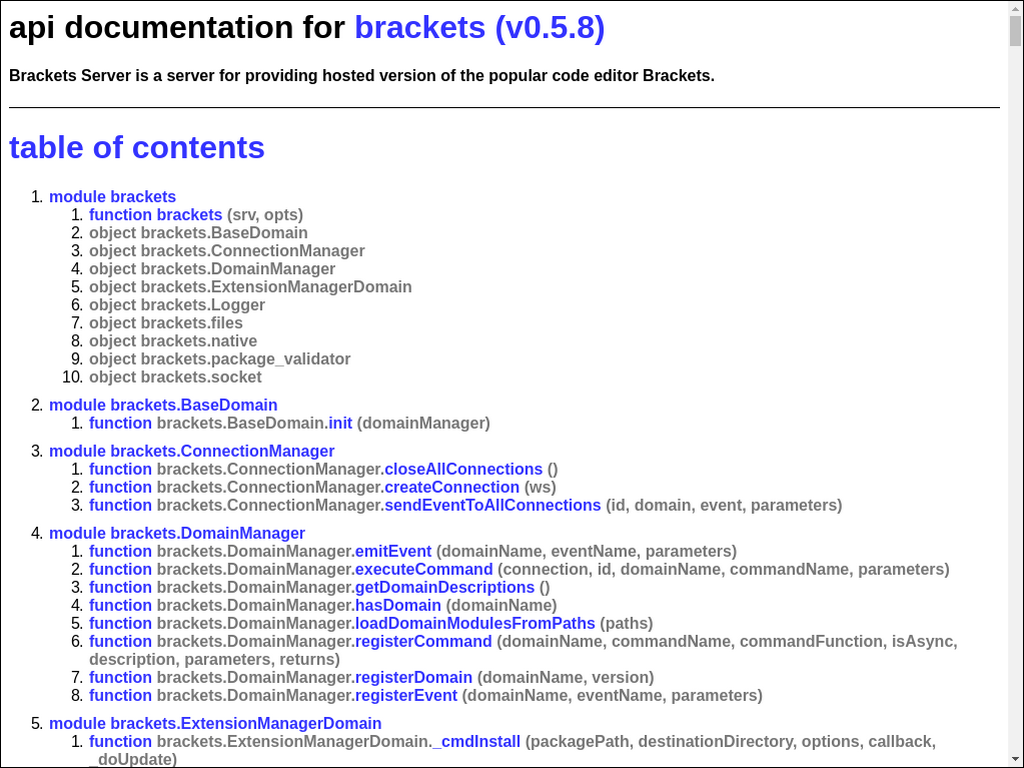 api documentation for brackets (v0.5.8)
Brackets Server is a server for providing hosted version of the popular code editor Brackets.
table of contents
1. module brackets
1. function brackets (srv, opts)
2. object brackets.BaseDomain
3. object brackets.ConnectionManager
4. object brackets.DomainManager
5. object brackets.ExtensionManagerDomain
6. object brackets.Logger
7. object brackets.files
8. object brackets.native
9. object brackets.package_validator
10. object brackets.socket
2. module brackets.BaseDomain
1. function brackets.BaseDomain.init (domainManager)
3. module brackets.ConnectionManager
1. function brackets.ConnectionManager.closeAllConnections ()
2. function brackets.ConnectionManager.createConnection (ws)
3. function brackets.ConnectionManager.sendEventToAllConnections (id, domain, event, parameters)
4. module brackets.DomainManager
1. function brackets.DomainManager.emitEvent (domainName, eventName, parameters)
2. function brackets.DomainManager.executeCommand (connection, id, domainName, commandName, parameters)
3. function brackets.DomainManager.getDomainDescriptions ()
4. function brackets.DomainManager.hasDomain (domainName)
5. function brackets.DomainManager.loadDomainModulesFromPaths (paths)
6. function brackets.DomainManager.registerCommand (domainName, commandName, commandFunction, isAsync,
description, parameters, returns)
7. function brackets.DomainManager.registerDomain (domainName, version)
8. function brackets.DomainManager.registerEvent (domainName, eventName, parameters)
5. module brackets.ExtensionManagerDomain
1. function brackets.ExtensionManagerDomain._cmdInstall (packagePath, destinationDirectory, options, callback,
_doUpdate)